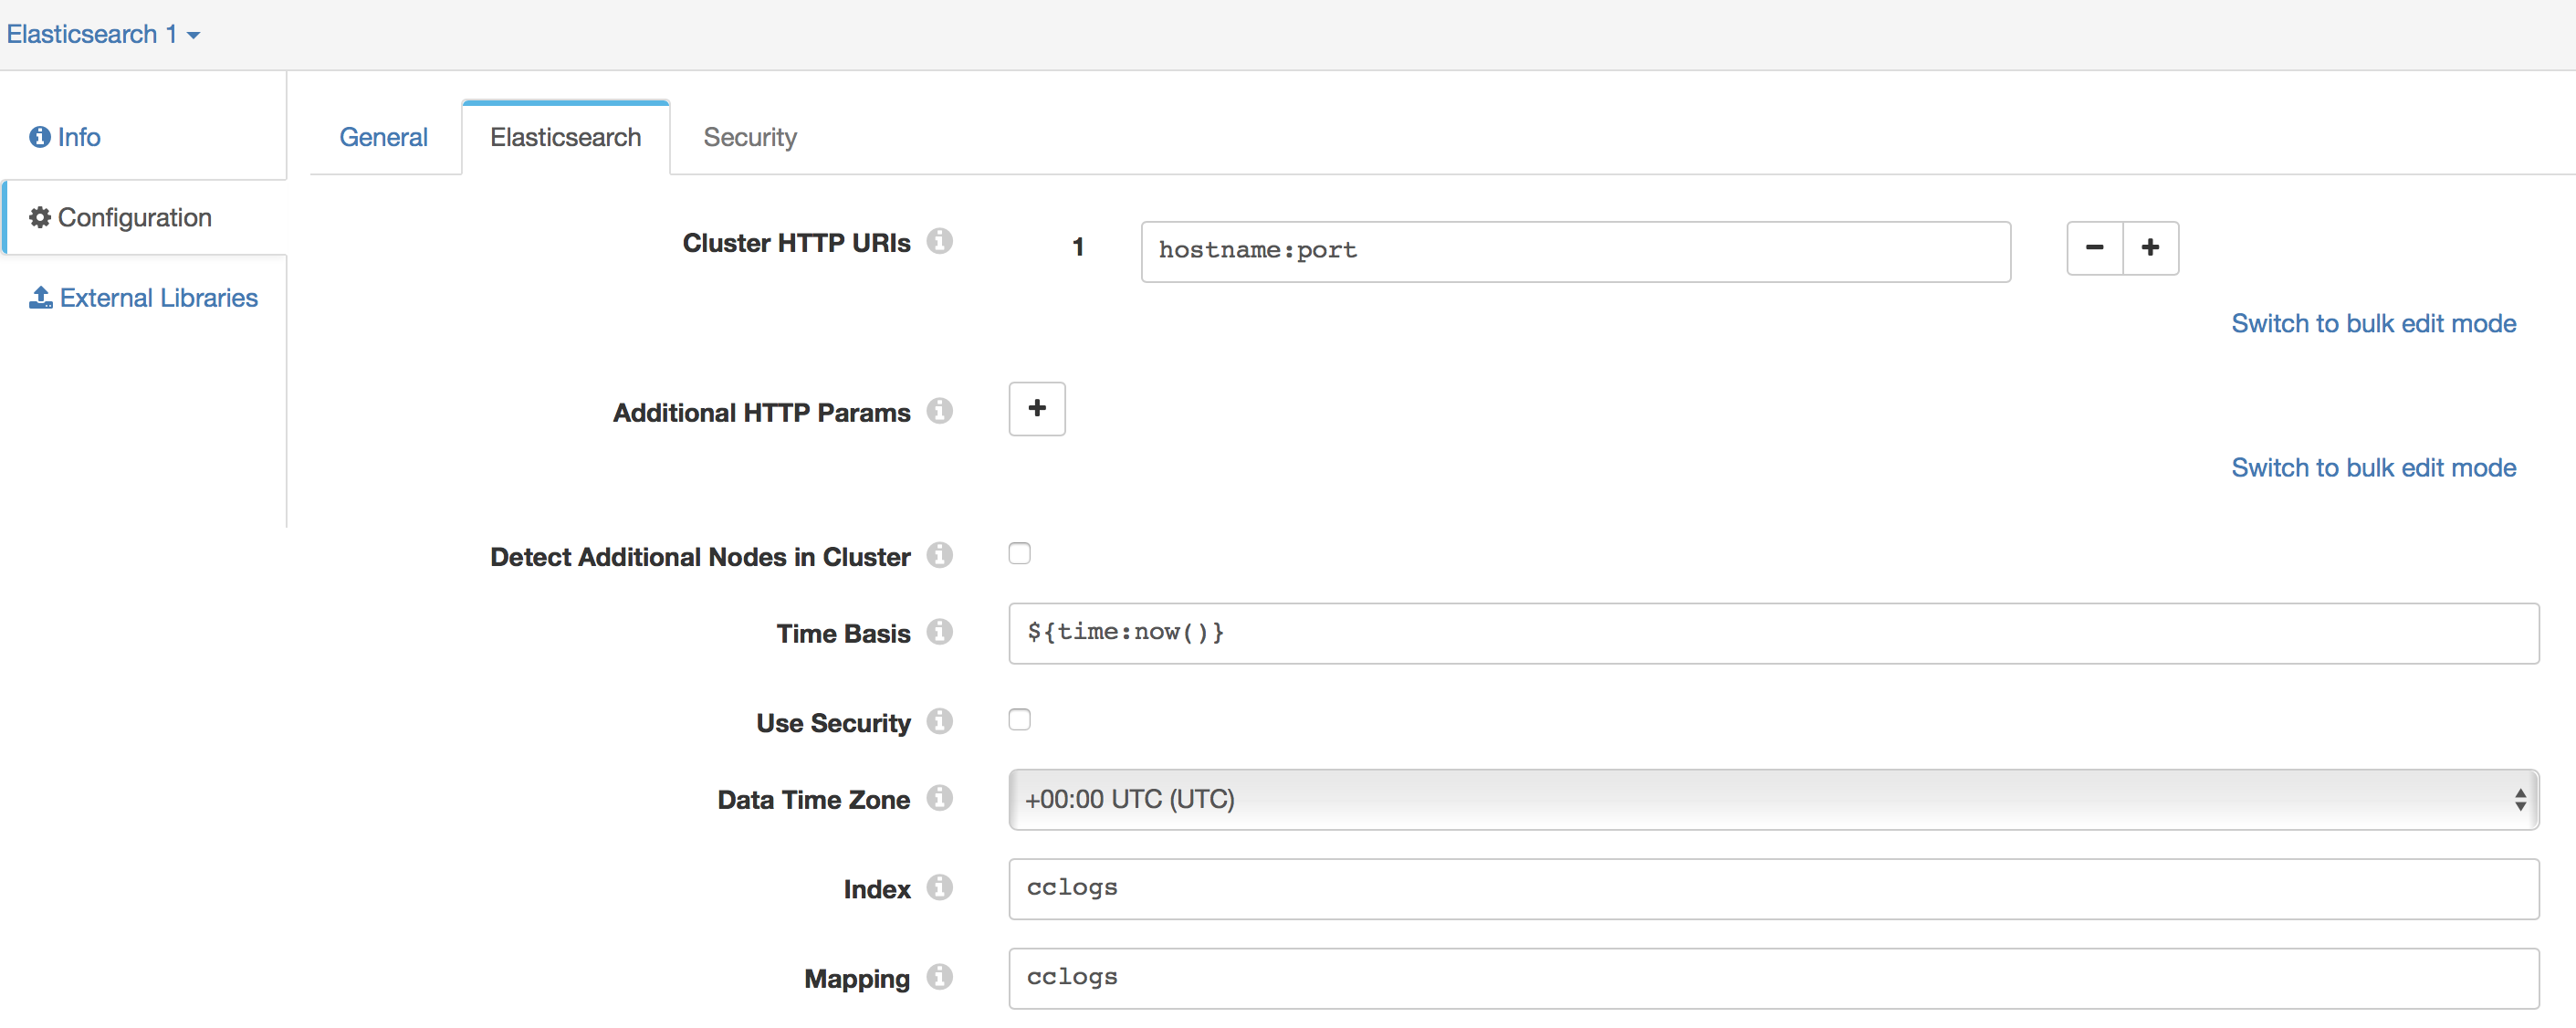 Elasticsearch 1
Info
Configuration
External Libraries
General Elasticsearch Security
Cluster HTTP URIs 1 hostname:port
Switch to bulk edit mode
Additional HTTP Params
Switch to bulk edit mode
Detect Additional Nodes in Cluster
Time Basis ${time:now()}
Use Security
Data Time Zone +00:00 UTC (UTC)
Index cclogs
Mapping cclogs